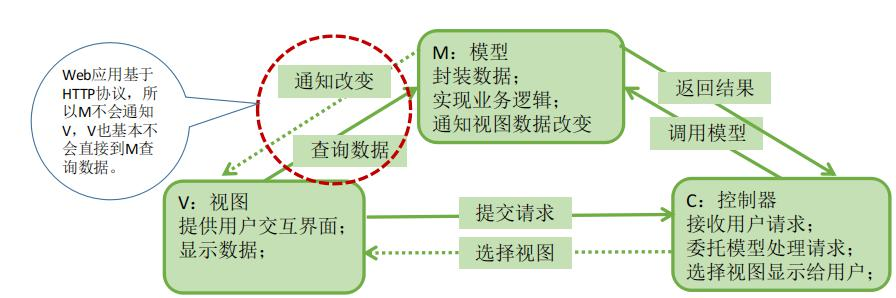 Web应用基于
HTTP协议，所
以M不会通知
V，V也基本不
会直接到M查
询数据。
通知改变
查询数据
M：模型
封装数据；
实现业务逻辑；
通知视图数据改变
返回结果
调用模型
V：视图
提供用户交互界面；
显示数据；
提交请求
选择视图
C：控制器
接收用户请求；
委托模型处理请求；
选择视图显示给用户；